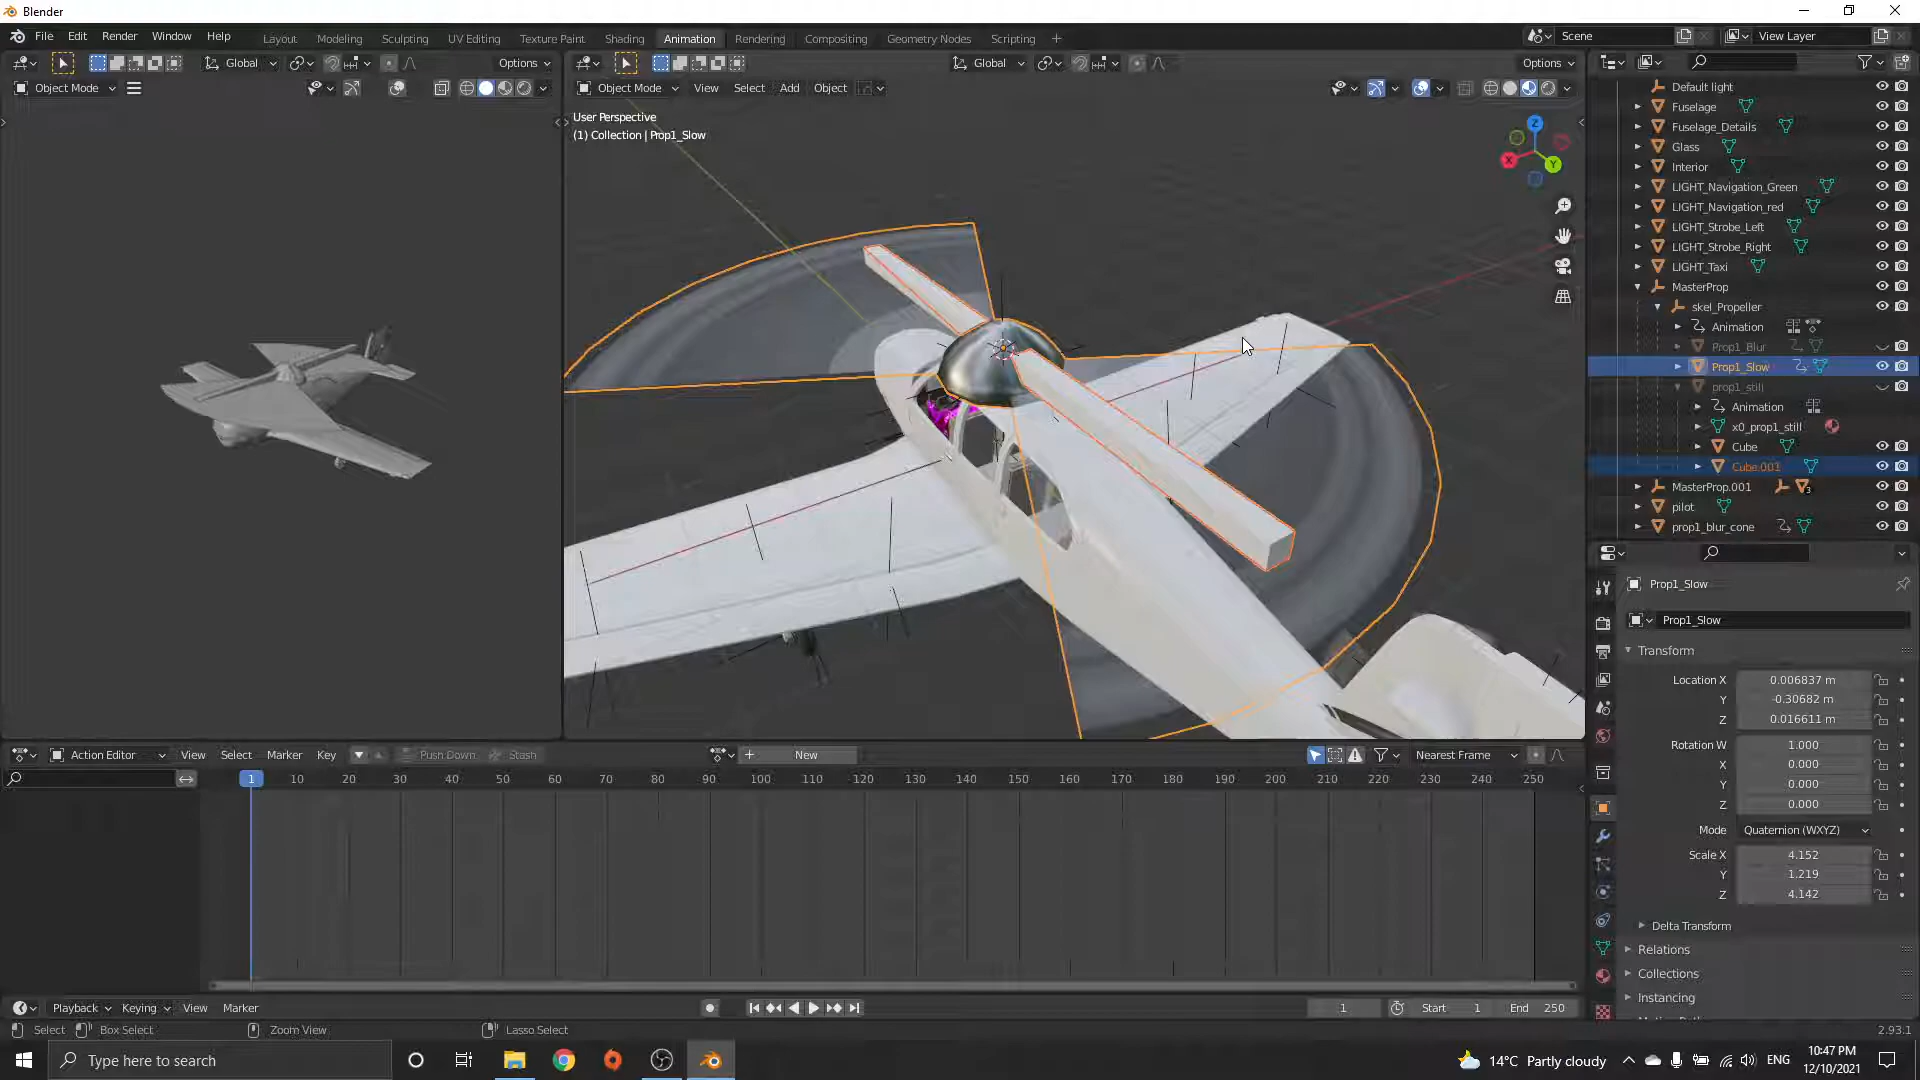 Blender
File Edit Render Window Help
Layout Modeling Sculpting UV Editing Texture Paint Shading Animation Rendering Compositing Geometry Nodes Scripting
Scene
View Layer
Global
Options
Global
Options
Object Mode
Object Mode View Select Add Object
User Perspective
(1) Collection | Prop1_Slow
Z
X
Y
Default light
Fuselage
Fuselage_Details
Glass
Interior
LIGHT_Navigation_Green
LIGHT_Navigation_red
LIGHT_Strobe_Left
LIGHT_Strobe_Right
LIGHT_Taxi
MasterProp
skel_Propeller
Animation
Prop1_Blur
Prop1_Slow
prop1_still
Animation
x0_prop1_still
Cube
Cube.001
MasterProp.001
3
pilot
prop1_blur_cone
Prop1_Slow
Prop1_Slow
Transform
Location X 0.006837 m
Y -0.30682 m
Z 0.016611 m
Rotation W 1.000
X 0.000
Y 0.000
Z 0.000
Mode Quaternion (WXYZ)
Scale X 4.152
Y 1.219
Z 4.142
Delta Transform
Relations
Collections
Instancing
Action Editor View Select Marker Key Push Down Stash New Nearest Frame
1 10 20 30 40 50 60 70 80 90 100 110 120 130 140 150 160 170 180 190 200 210 220 230 240 250
Playback Keying View Marker
1 Start 1 End 250
Select Box Select Zoom View Lasso Select
2.93.1
Type here to search
14°C Partly cloudy
ENG
10:47 PM
12/10/2021